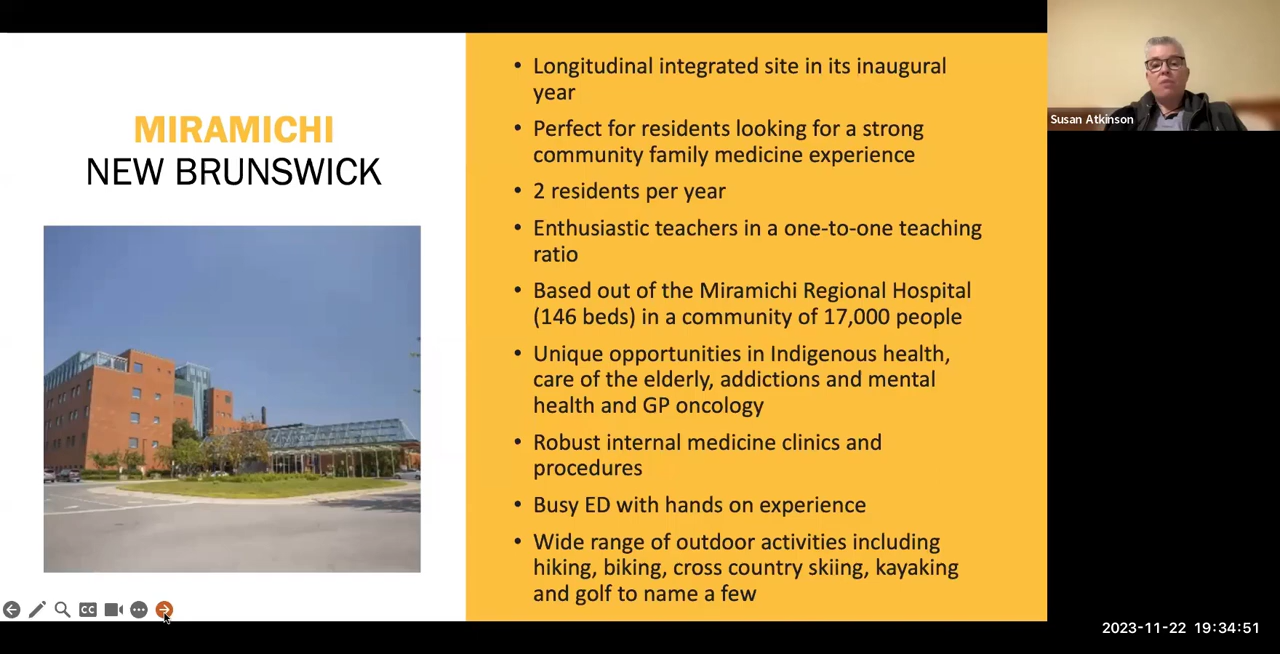 MIRAMICHI
NEW BRUNSWICK
• Longitudinal integrated site in its inaugural
year
• Perfect for residents looking for a strong
community family medicine experience
• 2 residents per year
• Enthusiastic teachers in a one-to-one teaching
ratio
• Based out of the Miramichi Regional Hospital
(146 beds) in a community of 17,000 people
• Unique opportunities in Indigenous health,
care of the elderly, addictions and mental
health and GP oncology
• Robust internal medicine clinics and
procedures
• Busy ED with hands on experience
• Wide range of outdoor activities including
hiking, biking, cross country skiing, kayaking
and golf to name a few
Susan Atkinson
CC
2023-11-22 19:34:51